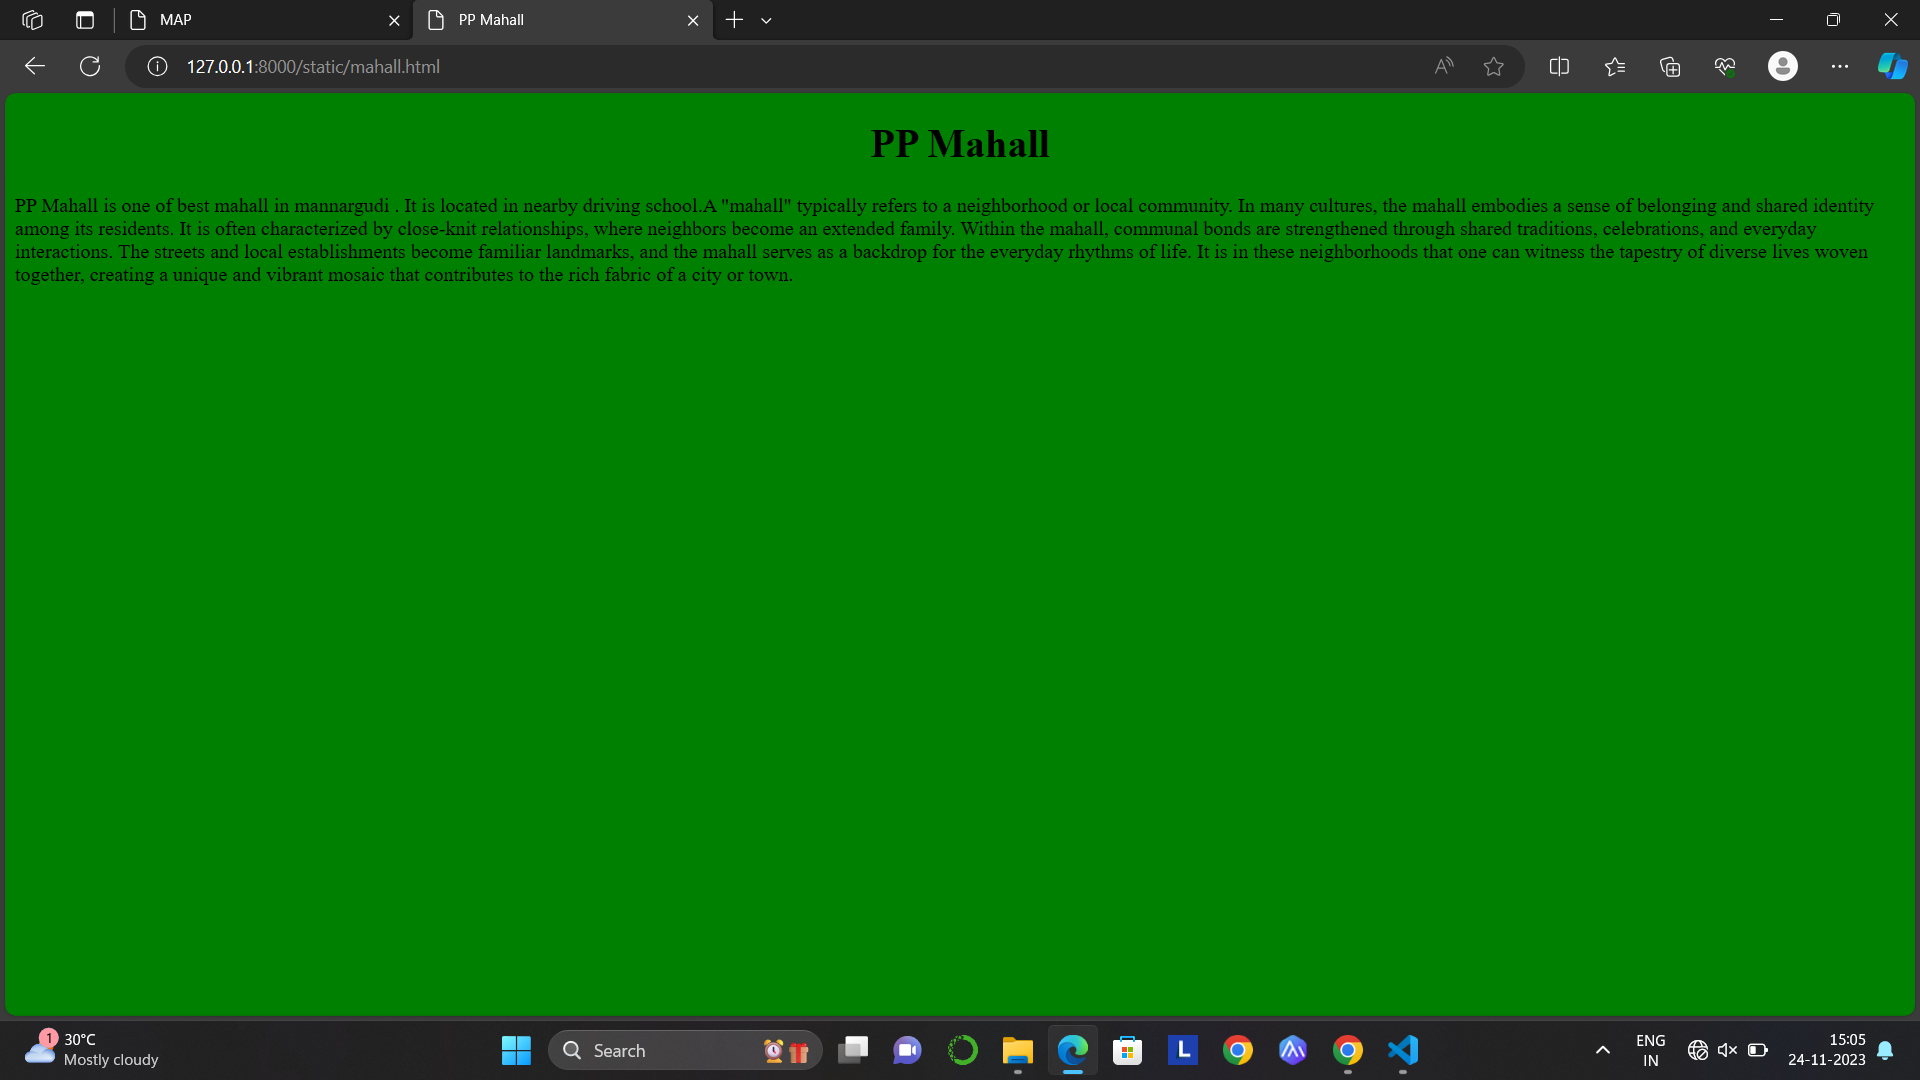 MAP
PP Mahall
127.0.0.1:8000/static/mahall.html
PP Mahall
PP Mahall is one of best mahall in mannargudi . It is located in nearby driving school.A "mahall" typically refers to a neighborhood or local community. In many cultures, the mahall embodies a sense of belonging and shared identity
among its residents. It is often characterized by close-knit relationships, where neighbors become an extended family. Within the mahall, communal bonds are strengthened through shared traditions, celebrations, and everyday
interactions. The streets and local establishments become familiar landmarks, and the mahall serves as a backdrop for the everyday rhythms of life. It is in these neighborhoods that one can witness the tapestry of diverse lives woven
together, creating a unique and vibrant mosaic that contributes to the rich fabric of a city or town.
1
30°C
Mostly cloudy
Search
L
ENG
IN
15:05
24-11-2023